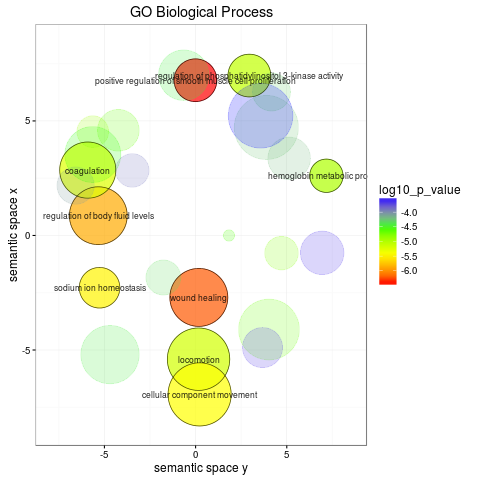 GO Biological Process
regulation of phosphatidylinositol 3-kinase activity
positive regulation of smooth muscle cell proliferation
coagulation
hemoglobin metabolic pro
regulation of body fluid levels
sodium ion homeostasis
wound healing
locomotion
cellular component movement
5
0
-5
-5
0
5
semantic space x
semantic space y
log10_p_value
-4.0
-4.5
-5.0
-5.5
-6.0